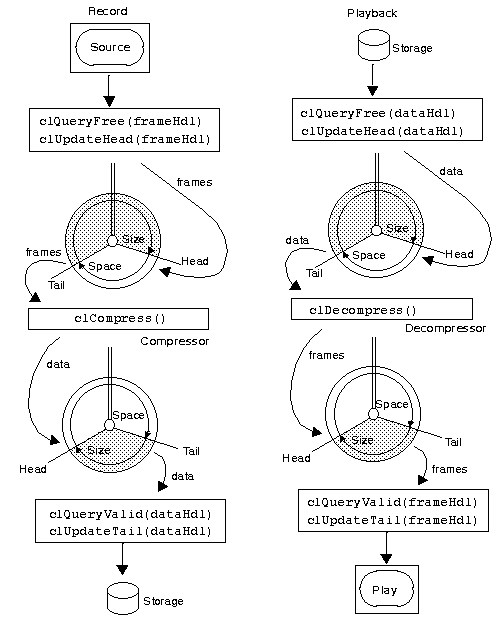 Record
Source
clQueryFree(frameHdl)
clUpdateHead(frameHdl)
frames
Size
Space
Head
frames
Tail
clCompress()
Compressor
data
Space
Size
Tail
Head
data
clQueryValid(dataHdl)
clUpdateTail(dataHdl)
Storage
Playback
Storage
clQueryFree(dataHdl)
clUpdateHead(dataHdl)
data
Size
Space
Head
data
Tail
clDecompress()
Decompressor
frames
Space
Size
Tail
Head
frames
clQueryValid(frameHdl)
clUpdateTail(frameHdl)
Play